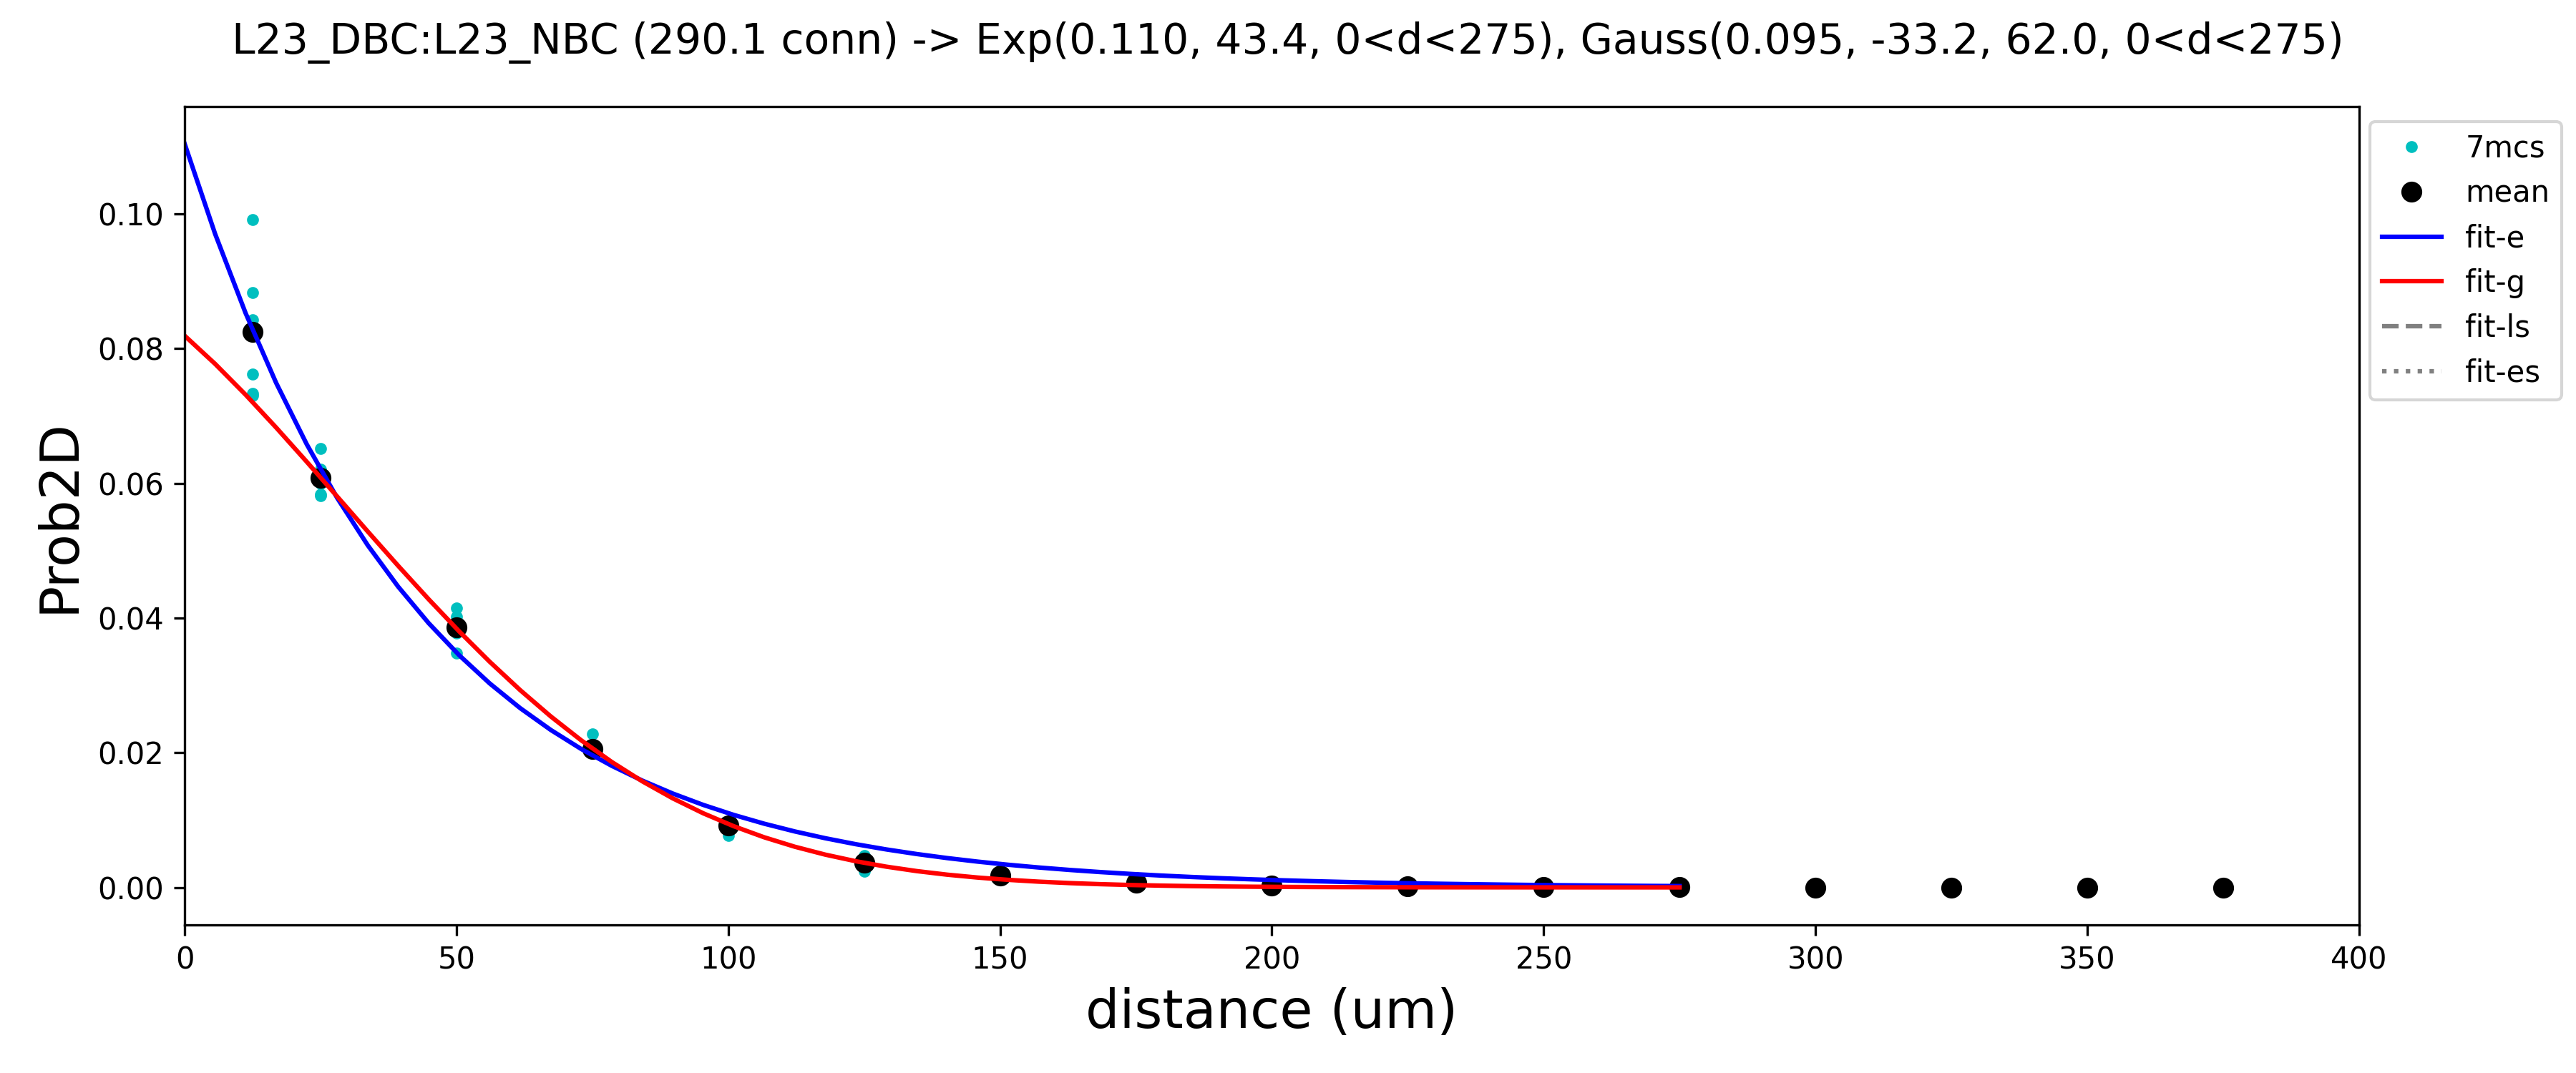 L23_DBC:L23_NBC (290.1 conn) -> Exp(0.110, 43.4, 0<d<275), Gauss(0.095, -33.2, 62.0, 0<d<275)
7mcs
mean
fit-e
fit-g
fit-ls
fit-es
Prob2D
0.10
0.08
0.06
0.04
0.02
0.00
0 50 100 150 200 250 300 350 400
distance (um)